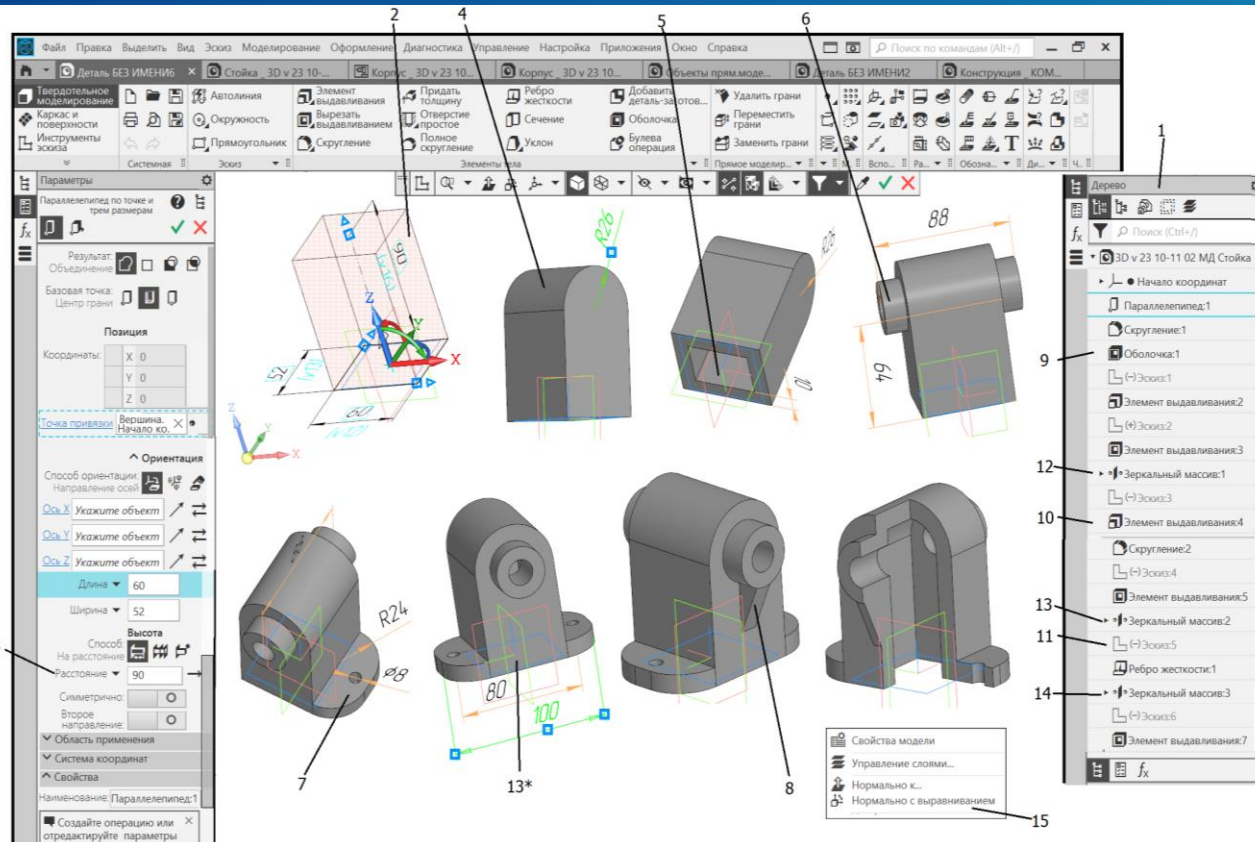 2
4
5
6
1
Файл Правка Выделить Вид Эскиз Моделирование Оформление Диагностика Управление Настройка Приложения Окно Справка
Поиск по командам (Alt+/)
Деталь БЕЗ ИМЕНИ6
Стойка _ 3D v 23 10-...
Корпус _ 3D v 23 10...
Корпус _ 3D v 23 10...
Объекты прям.моде...
Деталь БЕЗ ИМЕНИ2
Конструкция _ КОМ...
Твердотельное моделирование
Каркас и поверхности
Инструменты эскиза
Системная
Автолиния
Окружность
Прямоугольник
Эскиз
Элемент выдавливания
Вырезать выдавливанием
Скругление
Придать толщину
Отверстие простое
Полное скругление
Ребро жесткости
Сечение
Уклон
Добавить деталь-заготов...
Оболочка
Булева операция
Элементы тела
Удалить грани
Переместить грани
Заменить грани
Прямое моделир...
М...
Вспо...
Ра...
Обозна...
Ди...
Ч...
Параметры
Параллелепипед по точке и
трем размерам
Результат:
Объединение
Базовая точка:
Центр грани
Позиция
Координаты:
X 0
Y 0
Z 0
Точка привязки
Вершина.
Начало ко.
Ориентация
Способ ориентации:
Направление осей
Ось X Укажите объект
Ось Y Укажите объект
Ось Z Укажите объект
Длина 60
Ширина 52
Высота
Способ:
На расстояние
Расстояние 90
Симметрично:
Второе
направление:
Область применения
Система координат
Свойства
Наименование: Параллелепипед:1
Создайте операцию или
отредактируйте параметры
90
52
60
Z
Y
X
Z
Y
X
R26
R26
10
88
64
R24
Ø8
80
100
7
13*
8
Свойства модели
Управление слоями...
Нормально к...
Нормально с выравниванием
15
Дерево
Поиск (Ctrl+/)
3D v 23 10-11 02 МД Стойка
Начало координат
Параллелепипед:1
Скругление:1
9
Оболочка:1
(-)Эскиз:1
Элемент выдавливания:2
(+)Эскиз:2
Элемент выдавливания:3
12
Зеркальный массив:1
(-)Эскиз:3
10
Элемент выдавливания:4
Скругление:2
(-)Эскиз:4
Элемент выдавливания:5
13
Зеркальный массив:2
11
(-)Эскиз:5
Ребро жесткости:1
14
Зеркальный массив:3
(-)Эскиз:6
Элемент выдавливания:7